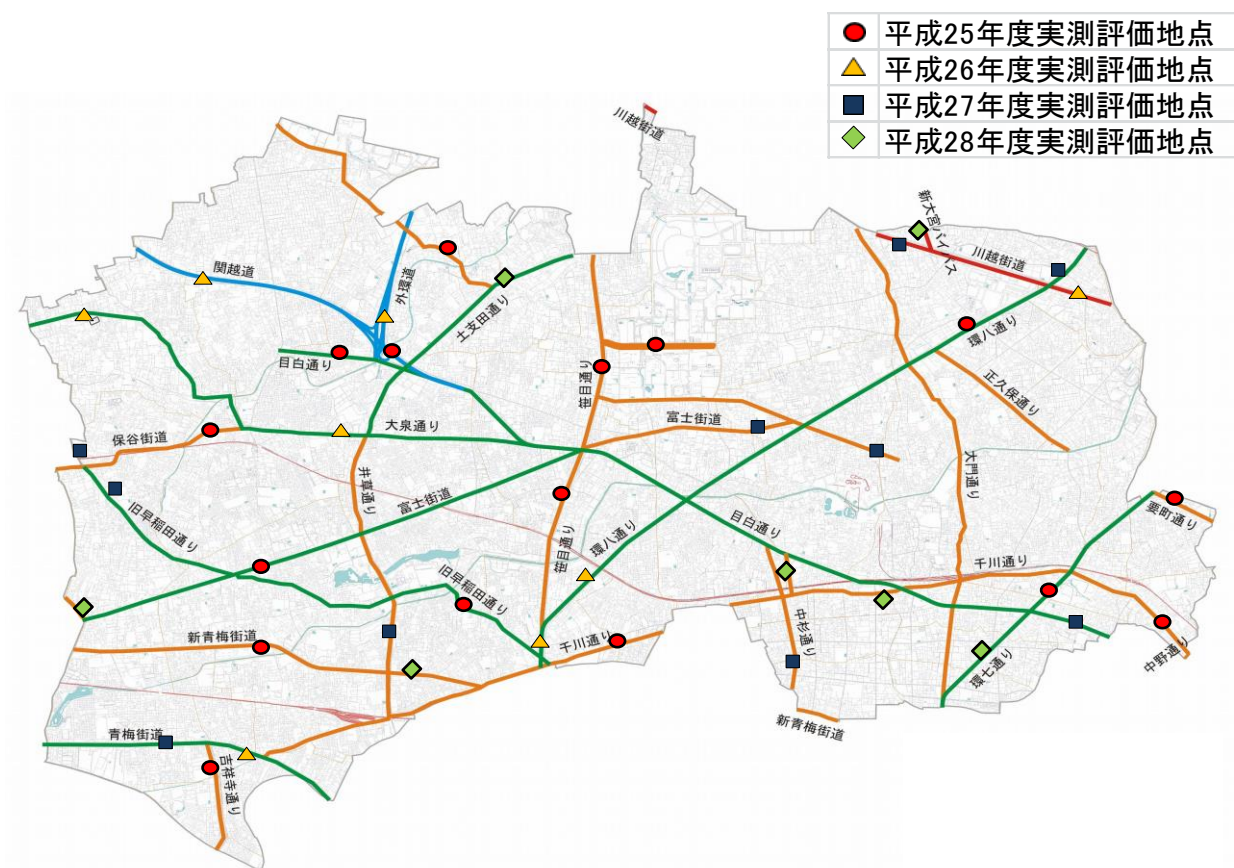 平成25年度実測評価地点
平成26年度実測評価地点
平成27年度実測評価地点
平成28年度実測評価地点
川越街道
新大宮バイパス
川越街道
関越道
外環道
土支田通り
環八通り
目白通り
笹目通り
正久保通り
大泉通り
富士街道
保谷街道
井草通り
富士街道
大門通り
旧早稲田通り
笹目通り
環八通り
目白通り
要町通り
旧早稲田通り
千川通り
新青梅街道
千川通り
中杉通り
環七通り
中野通り
新青梅街道
青梅街道
吉祥寺通り